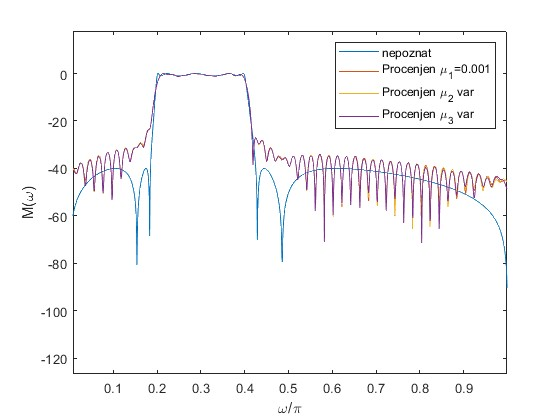 nepoznat
Procenjen μ₁=0.001
Procenjen μ₂ var
Procenjen μ₃ var
0
-20
-40
-60
-80
-100
-120
M(ω)
0.1 0.2 0.3 0.4 0.5 0.6 0.7 0.8 0.9
ω/π